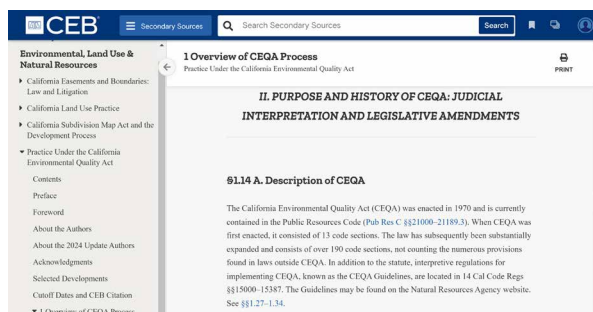 CEB
Secondary Sources
Search Secondary Sources
Search
Environmental, Land Use &
Natural Resources
California Easements and Boundaries:
Law and Litigation
California Land Use Practice
California Subdivision Map Act and the
Development Process
Practice Under the California
Environmental Quality Act
Contents
Preface
Foreword
About the Authors
About the 2024 Update Authors
Acknowledgments
Selected Developments
Cutoff Dates and CEB Citation
1 Overview of CEQA Process
1 Overview of CEQA Process
Practice Under the California Environmental Quality Act
PRINT
II. PURPOSE AND HISTORY OF CEQA: JUDICIAL
INTERPRETATION AND LEGISLATIVE AMENDMENTS
§1.14 A. Description of CEQA
The California Environmental Quality Act (CEQA) was enacted in 1970 and is currently
contained in the Public Resources Code (Pub Res C §§21000–21189.3). When CEQA was
first enacted, it consisted of 13 code sections. The law has subsequently been substantially
expanded and consists of over 190 code sections, not counting the numerous provisions
found in laws outside CEQA. In addition to the statute, interpretive regulations for
implementing CEQA, known as the CEQA Guidelines, are located in 14 Cal Code Regs
§§15000–15387. The Guidelines may be found on the Natural Resources Agency website.
See §§1.27–1.34.